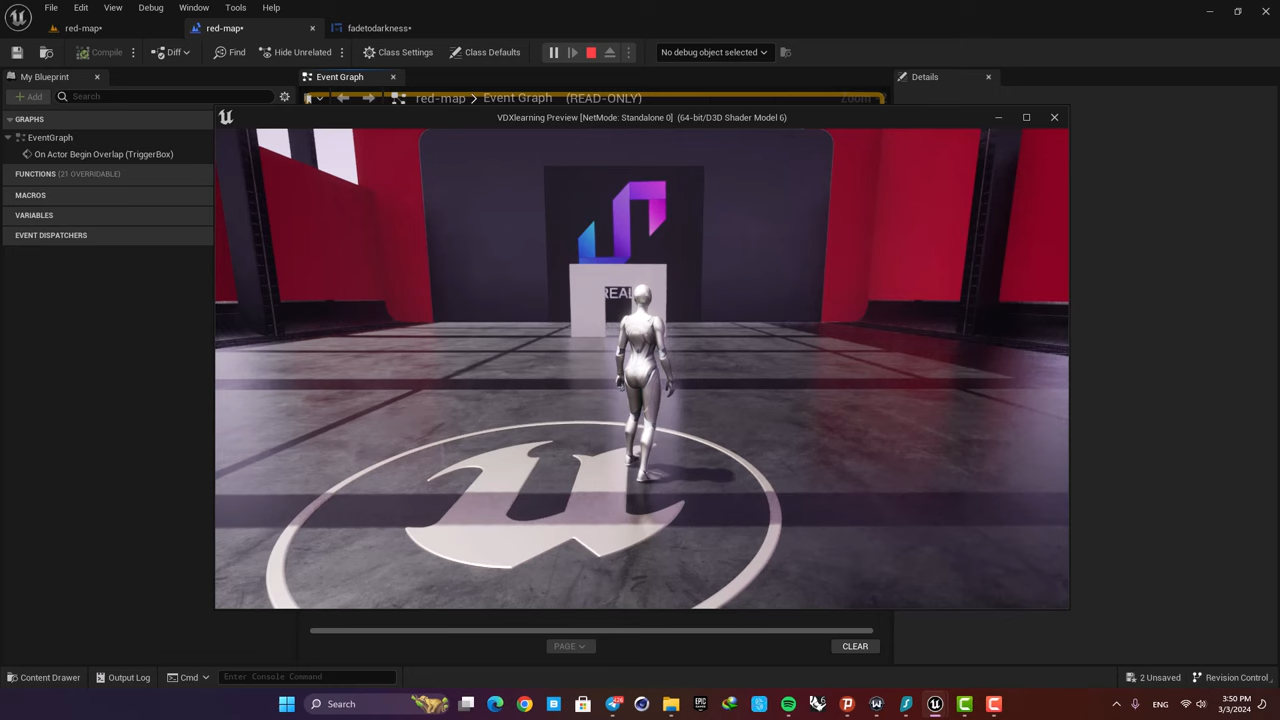 File Edit View Debug Window Tools Help
red-map* red-map* fadetodarkness*
Compile Diff Find Hide Unrelated Class Settings Class Defaults No debug object selected
My Blueprint Event Graph Details
Add Search red-map > Event Graph (READ-ONLY) Zoom
VDXlearning Preview [NetMode: Standalone 0] (64-bit/D3D Shader Model 6)
GRAPHS
EventGraph
On Actor Begin Overlap (TriggerBox)
FUNCTIONS (21 OVERRIDABLE)
MACROS
VARIABLES
EVENT DISPATCHERS
REAL
PAGE CLEAR
Content Drawer Output Log Cmd Enter Console Command 2 Unsaved Revision Control
Search 3:50 PM
3/3/2024